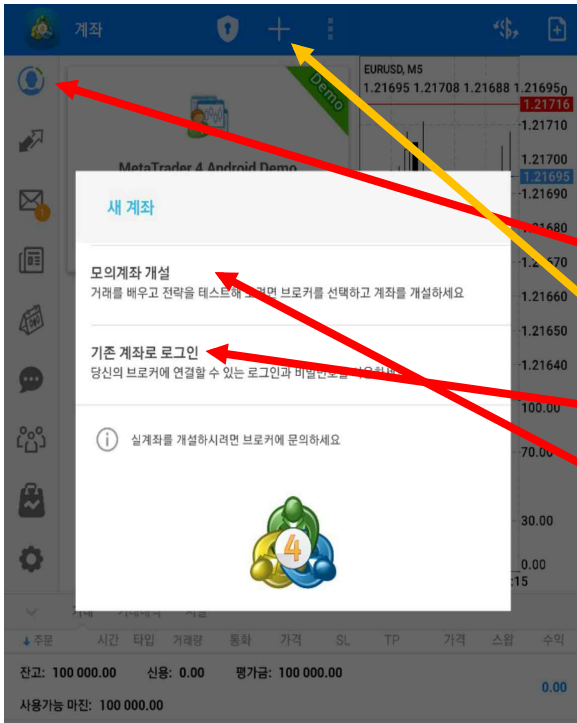 계좌
EURUSD, M5
1.21695 1.21708 1.21688 1.21695
1.21716
1.21710
Demo
1.21700
MetaTrader 4 Android Demo
1.21695
1.21690
새 계좌
1.21680
1.21670
모의계좌 개설
거래를 배우고 전략을 테스트해 보려면 브로커를 선택하고 계좌를 개설하세요
1.21660
1.21650
기존 계좌로 로그인
1.21640
당신의 브로커에 연결할 수 있는 로그인과 비밀번호를
100.00
실계좌를 개설하시려면 브로커에 문의하세요
70.00
30.00
4
0.00
:15
주문 시간 타입 거래량 통화 가격 SL TP 가격 스왑 수익
잔고: 100 000.00 신용: 0.00 평가금: 100 000.00
0.00
사용가능 마진: 100 000.00